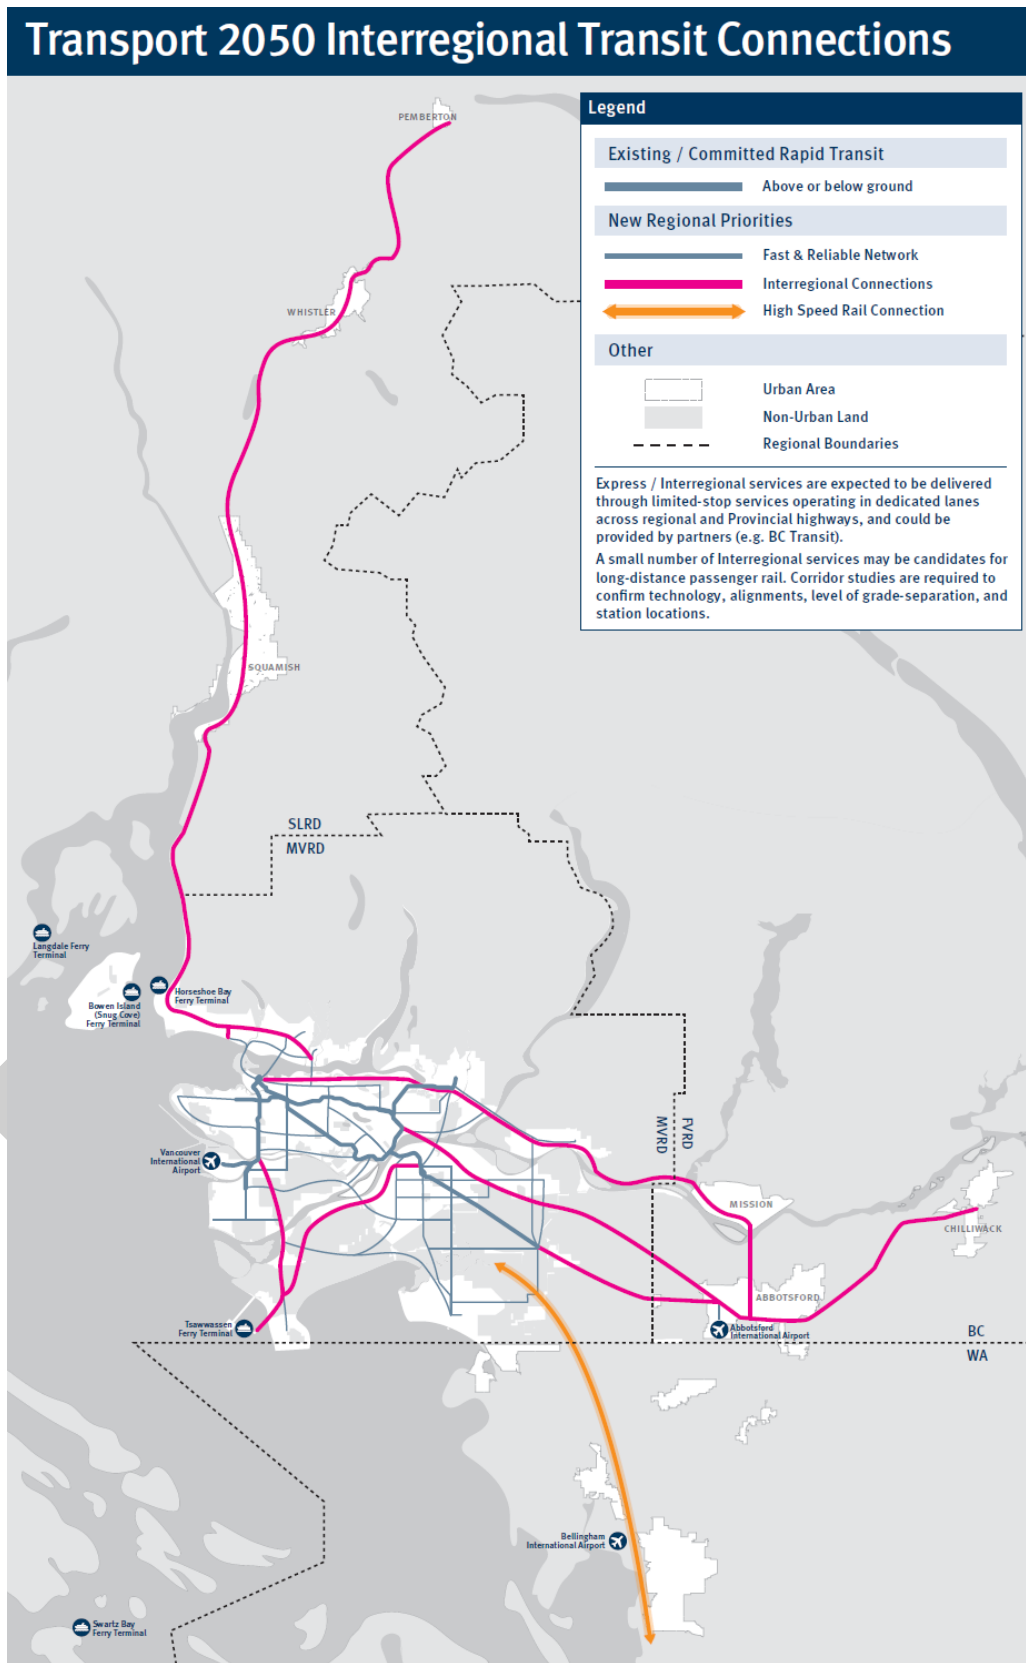 Transport 2050 Interregional Transit Connections
Legend
Existing / Committed Rapid Transit
Above or below ground
New Regional Priorities
Fast & Reliable Network
Interregional Connections
High Speed Rail Connection
Other
Urban Area
Non-Urban Land
Regional Boundaries
Express / Interregional services are expected to be delivered
through limited-stop services operating in dedicated lanes
across regional and Provincial highways, and could be
provided by partners (e.g. BC Transit).
A small number of Interregional services may be candidates for
long-distance passenger rail. Corridor studies are required to
confirm technology, alignments, level of grade-separation, and
station locations.
PEMBERTON
WHISTLER
SQUAMISH
SLRD
MVRD
Langdale Ferry
Terminal
Bowen Island
(Snug Cove)
Ferry Terminal
Horseshoe Bay
Ferry Terminal
MVRD
FVRD
Vancouver
International
Airport
MISSION
CHILLIWACK
ABBOTSFORD
Tsawwassen
Ferry Terminal
Abbotsford
International Airport
BC
WA
Bellingham
International Airport
Swartz Bay
Ferry Terminal